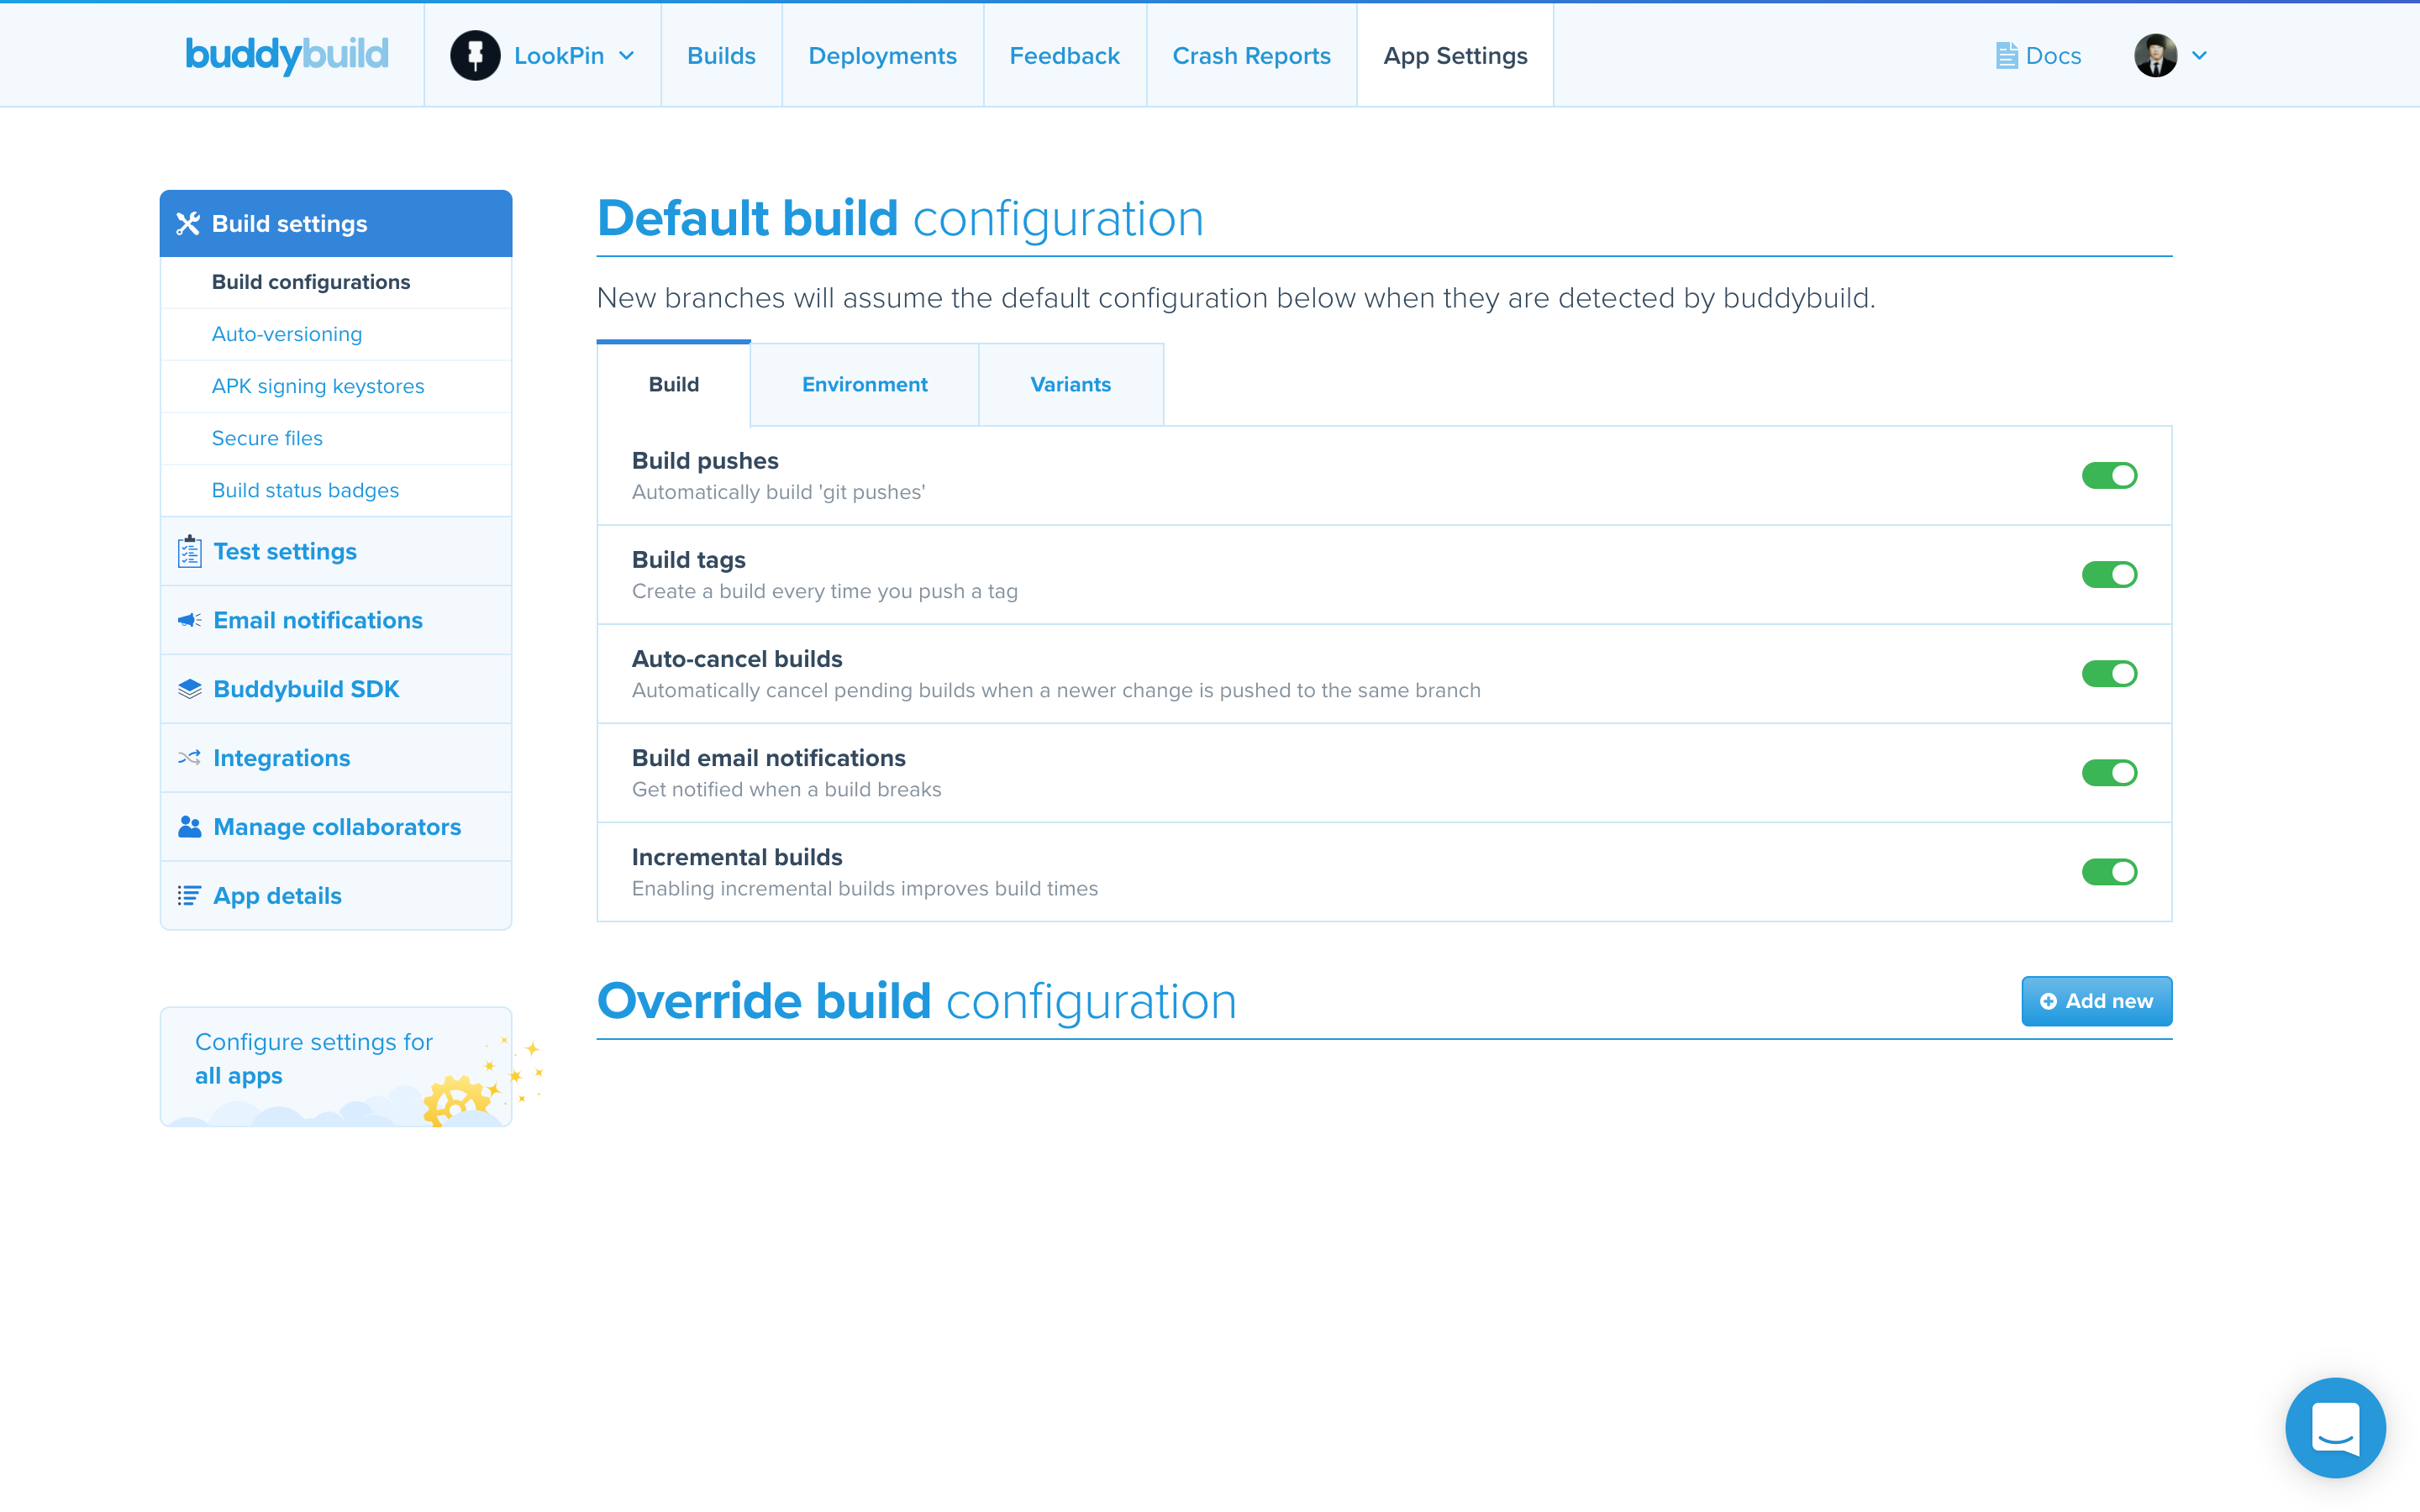 buddybuild
LookPin
Builds
Deployments
Feedback
Crash Reports
App Settings
Docs
Build settings
Build configurations
Auto-versioning
APK signing keystores
Secure files
Build status badges
Test settings
Email notifications
Buddybuild SDK
Integrations
Manage collaborators
App details
Configure settings for
all apps
Default build configuration
New branches will assume the default configuration below when they are detected by buddybuild.
Build
Environment
Variants
Build pushes
Automatically build 'git pushes'
Build tags
Create a build every time you push a tag
Auto-cancel builds
Automatically cancel pending builds when a newer change is pushed to the same branch
Build email notifications
Get notified when a build breaks
Incremental builds
Enabling incremental builds improves build times
Override build configuration
Add new